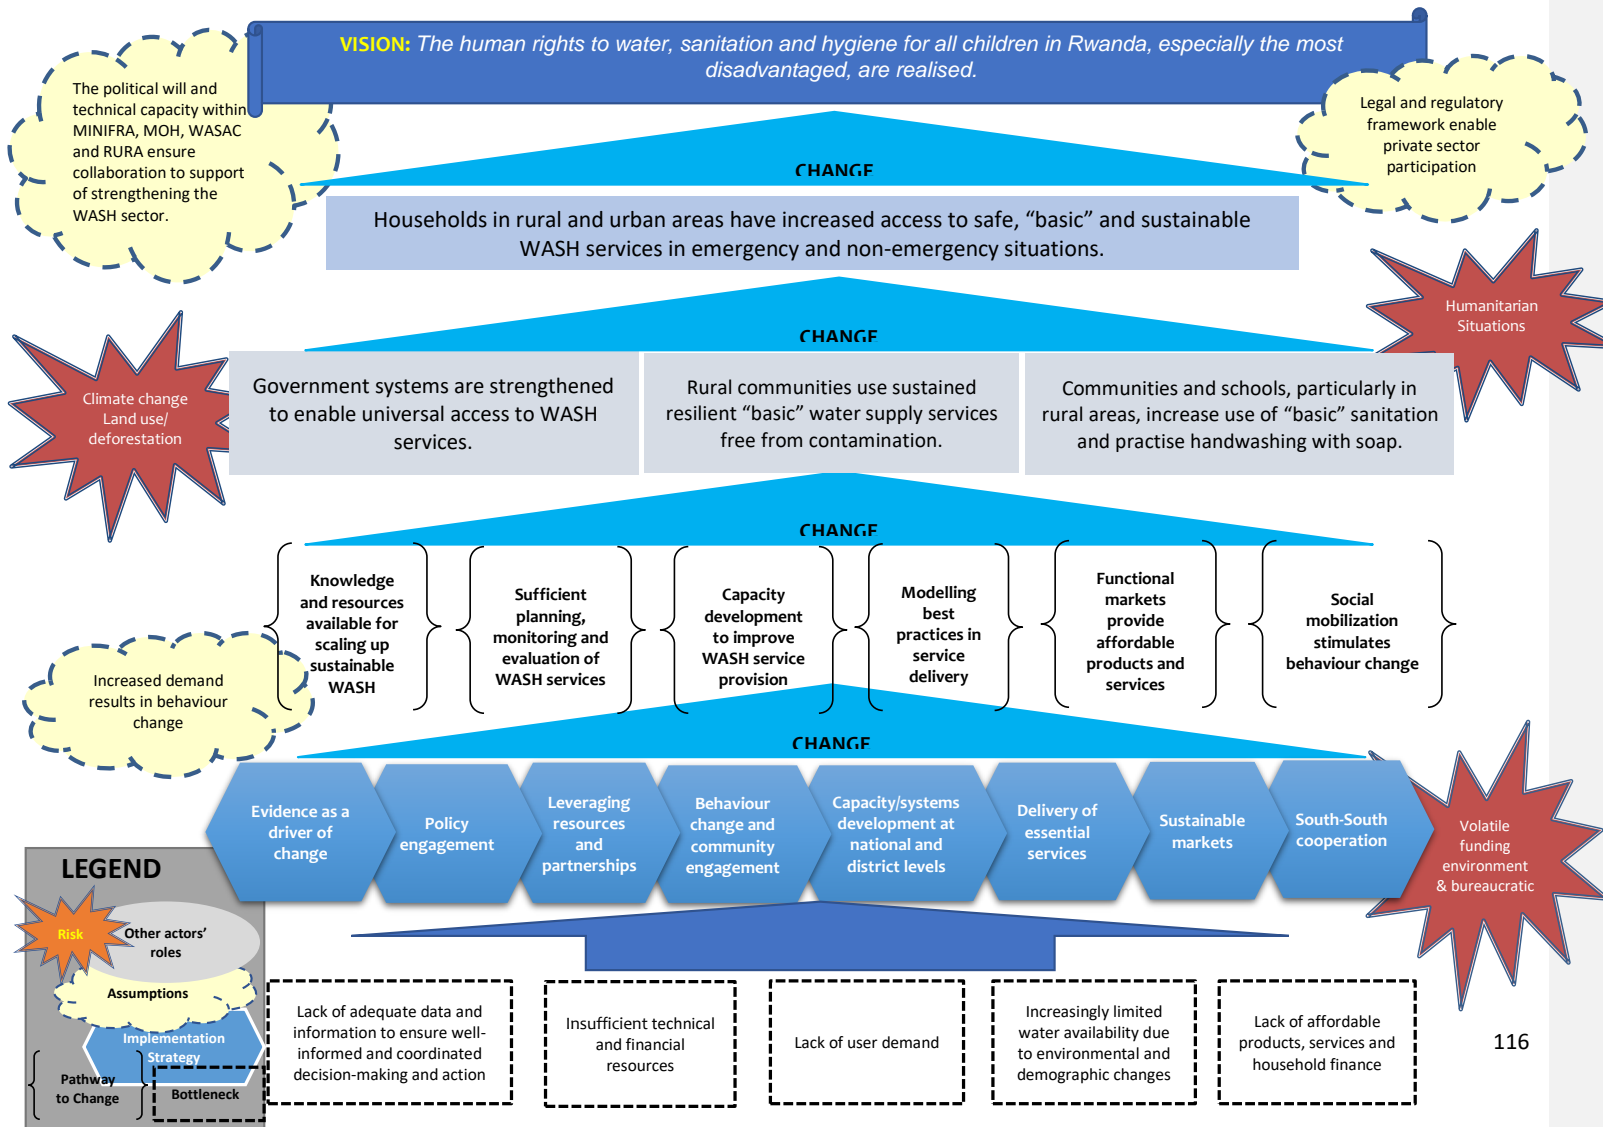 VISION: The human rights to water, sanitation and hygiene for all children in Rwanda, especially the most
disadvantaged, are realised.
The political will and
technical capacity within
MINIFRA, MOH, WASAC
and RURA ensure
collaboration to support
of strengthening the
WASH sector.
Legal and regulatory
framework enable
private sector
participation
CHANGE
Households in rural and urban areas have increased access to safe, “basic” and sustainable
WASH services in emergency and non-emergency situations.
Humanitarian
Situations
CHANGE
Climate change
Land use/
deforestation
Government systems are strengthened
to enable universal access to WASH
services.
Rural communities use sustained
resilient “basic” water supply services
free from contamination.
Communities and schools, particularly in
rural areas, increase use of “basic” sanitation
and practise handwashing with soap.
CHANGE
Knowledge
and resources
available for
scaling up
sustainable
WASH
Sufficient
planning,
monitoring and
evaluation of
WASH services
Capacity
development
to improve
WASH service
provision
Modelling
best
practices in
service
delivery
Functional
markets
provide
affordable
products and
services
Social
mobilization
stimulates
behaviour change
Increased demand
results in behaviour
change
CHANGE
Evidence as a
driver of
change
Policy
engagement
Leveraging
resources
and
partnerships
Behaviour
change and
community
engagement
Capacity/systems
development at
national and
district levels
Delivery of
essential
services
Sustainable
markets
South-South
cooperation
Volatile
funding
environment
& bureaucratic
LEGEND
Risk
Other actors’
roles
Assumptions
Implementation
Strategy
Pathway
to Change
Bottleneck
Lack of adequate data and
information to ensure well-
informed and coordinated
decision-making and action
Insufficient technical
and financial
resources
Lack of user demand
Increasingly limited
water availability due
to environmental and
demographic changes
Lack of affordable
products, services and
household finance
116